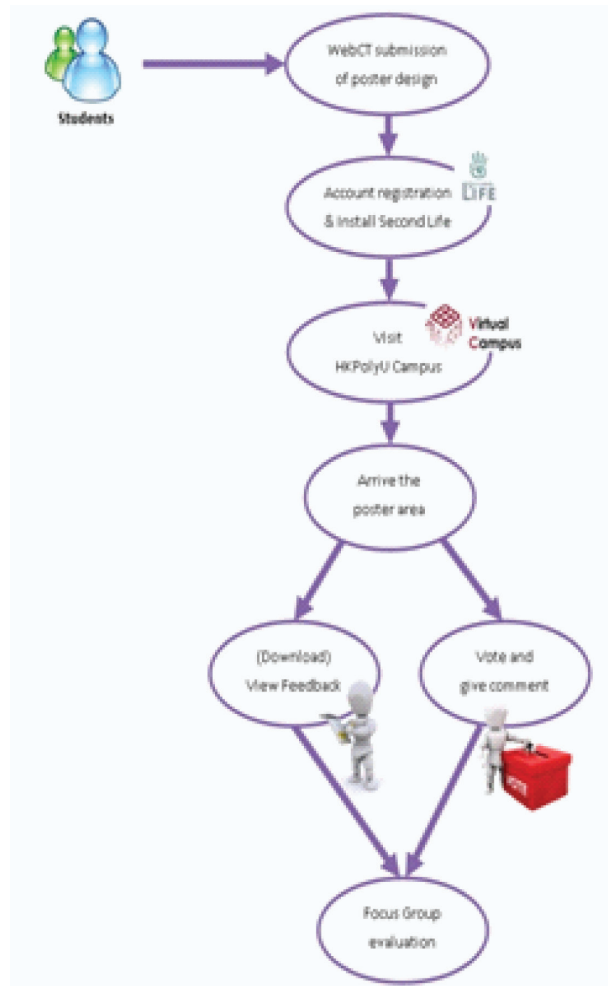 Students
WebCT submission
of poster design
Account registration
& Install Second Life
LIFE
Visit
HKPolyU Campus
Virtual
Campus
Arrive the
poster area
(Download)
View Feedback
Vote and
give comment
VOTE
Focus Group
evaluation